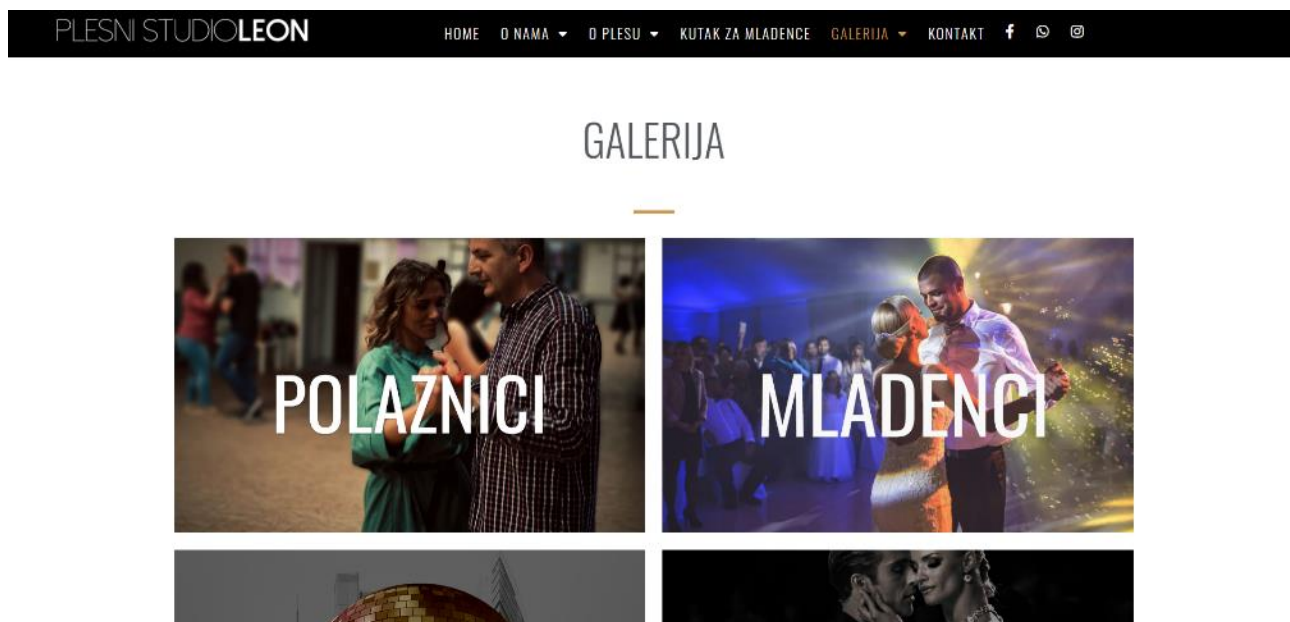 PLESNI STUDIOLEON
HOME O NAMA O PLESU KUTAK ZA MLADENCE GALERIJA KONTAKT
GALERIJA
POLAZNICI
MLADENCI